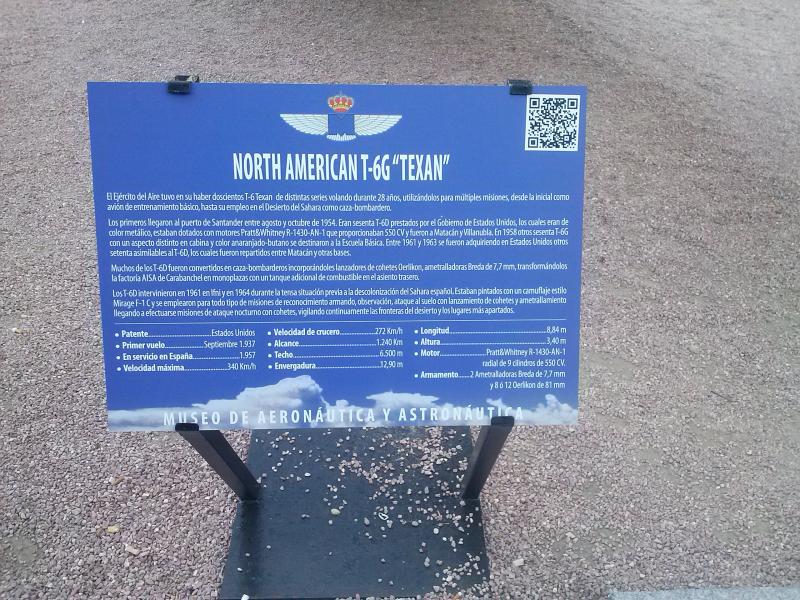 NORTH AMERICAN T-6G "TEXAN"
El Ejército del Aire tuvo en su haber doscientos T-6 Texan de distintas series volando durante 28 años, utilizándolos para múltiples misiones, desde la inicial como
avión de entrenamiento básico, hasta su empleo en el Desierto del Sahara como caza-bombardero.
Los primeros llegaron al puerto de Santander entre agosto y octubre de 1954. Eran sesenta T-6D prestados por el Gobierno de Estados Unidos, los cuales eran de
color metálico, estaban dotados con motores Pratt&Whitney R-1430-AN-1 que proporcionaban 550 CV y fueron a Matacán y Villanubla. En 1958 otros sesenta T-6G
con un aspecto distinto en cabina y color anaranjado-butano se destinaron a la Escuela Básica. Entre 1961 y 1963 se fueron adquiriendo en Estados Unidos otros
setenta asimilables al T-6D, los cuales fueron repartidos entre Matacán y otras bases.
Muchos de los T-6D fueron convertidos en caza-bombarderos incorporándoles lanzadores de cohetes Oerlikon, ametralladoras Breda de 7,7 mm, transformándolos
la factoría AISA de Carabanchel en monoplazas con un tanque adicional de combustible en el asiento trasero.
Los T-6D intervinieron en 1961 en Ifni y en 1964 durante la tensa situación previa a la descolonización del Sahara español. Estaban pintados con un camuflaje estilo
Mirage F-1 C y se emplearon para todo tipo de misiones de reconocimiento armando, observación, ataque al suelo con lanzamiento de cohetes y ametrallamiento
llegando a efectuarse misiones de ataque nocturno con cohetes, vigilando continuamente las fronteras del desierto y los lugares más apartados.
• Patente...........................Estados Unidos
• Primer vuelo...............Septiembre 1.937
• En servicio en España....................1.957
• Velocidad máxima.................340 Km/h
• Velocidad de crucero..............272 Km/h
• Alcance....................................1.240 Km
• Techo.........................................6.500 m
• Envergadura..............................12,90 m
• Longitud.........................................8,84 m
• Altura..............................................3,40 m
• Motor..................Pratt&Whitney R-1430-AN-1
radial de 9 cilindros de 550 CV.
• Armamento......2 Ametralladoras Breda de 7,7 mm
y 8 ó 12 Oerlikon de 81 mm
MUSEO DE AERONÁUTICA Y ASTRONÁUTICA